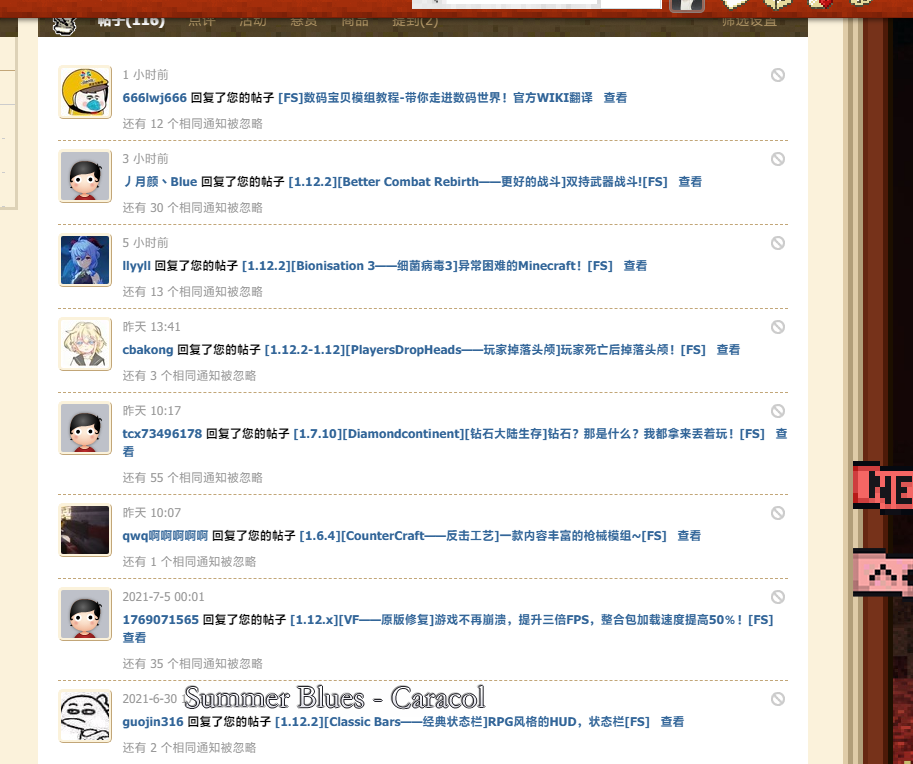 帖子(116) 点评 活动 悬赏 商品 提到(2) 筛选设置
1 小时前
666lwj666 回复了您的帖子 [FS]数码宝贝模组教程-带你走进数码世界！官方WIKI翻译 查看
还有 12 个相同通知被忽略
3 小时前
丿月颜丶Blue 回复了您的帖子 [1.12.2][Better Combat Rebirth——更好的战斗]双持武器战斗![FS] 查看
还有 30 个相同通知被忽略
5 小时前
llyyll 回复了您的帖子 [1.12.2][Bionisation 3——细菌病毒3]异常困难的Minecraft！[FS] 查看
还有 13 个相同通知被忽略
昨天 13:41
cbakong 回复了您的帖子 [1.12.2-1.12][PlayersDropHeads——玩家掉落头颅]玩家死亡后掉落头颅！[FS] 查看
还有 3 个相同通知被忽略
昨天 10:17
tcx73496178 回复了您的帖子 [1.7.10][Diamondcontinent][钻石大陆生存]钻石？那是什么？我都拿来丢着玩！[FS] 查
看
还有 55 个相同通知被忽略
昨天 10:07
qwq啊啊啊啊啊 回复了您的帖子 [1.6.4][CounterCraft——反击工艺]一款内容丰富的枪械模组~[FS] 查看
还有 1 个相同通知被忽略
NE
2021-7-5 00:01
1769071565 回复了您的帖子 [1.12.x][VF——原版修复]游戏不再崩溃，提升三倍FPS，整合包加载速度提高50%！[FS]
查看
还有 35 个相同通知被忽略
2021-6-30
Summer Blues - Caracol
guojin316 回复了您的帖子 [1.12.2][Classic Bars——经典状态栏]RPG风格的HUD，状态栏[FS] 查看
还有 2 个相同通知被忽略